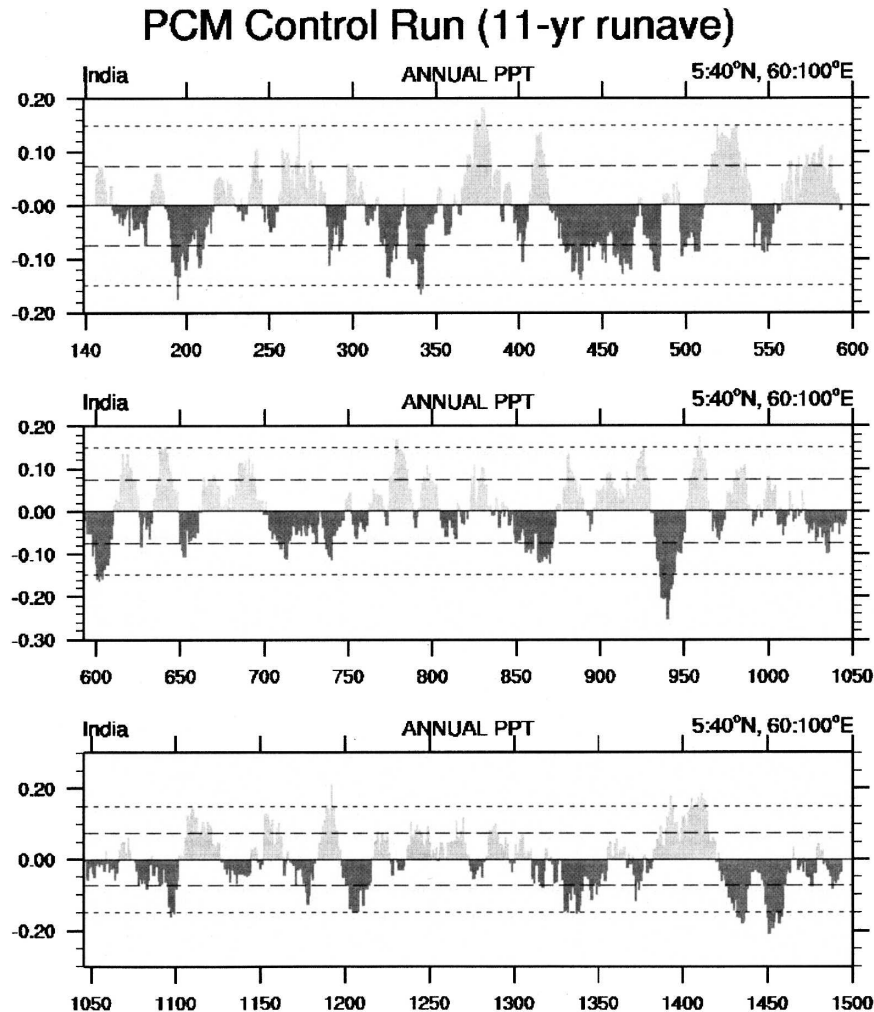 PCM Control Run (11-yr runave)
India ANNUAL PPT 5:40°N, 60:100°E
0.20
0.10
-0.00
-0.10
-0.20
140 200 250 300 350 400 450 500 550 600
India ANNUAL PPT 5:40°N, 60:100°E
0.20
0.10
0.00
-0.10
-0.20
-0.30
600 650 700 750 800 850 900 950 1000 1050
India ANNUAL PPT 5:40°N, 60:100°E
0.20
0.00
-0.20
1050 1100 1150 1200 1250 1300 1350 1400 1450 1500